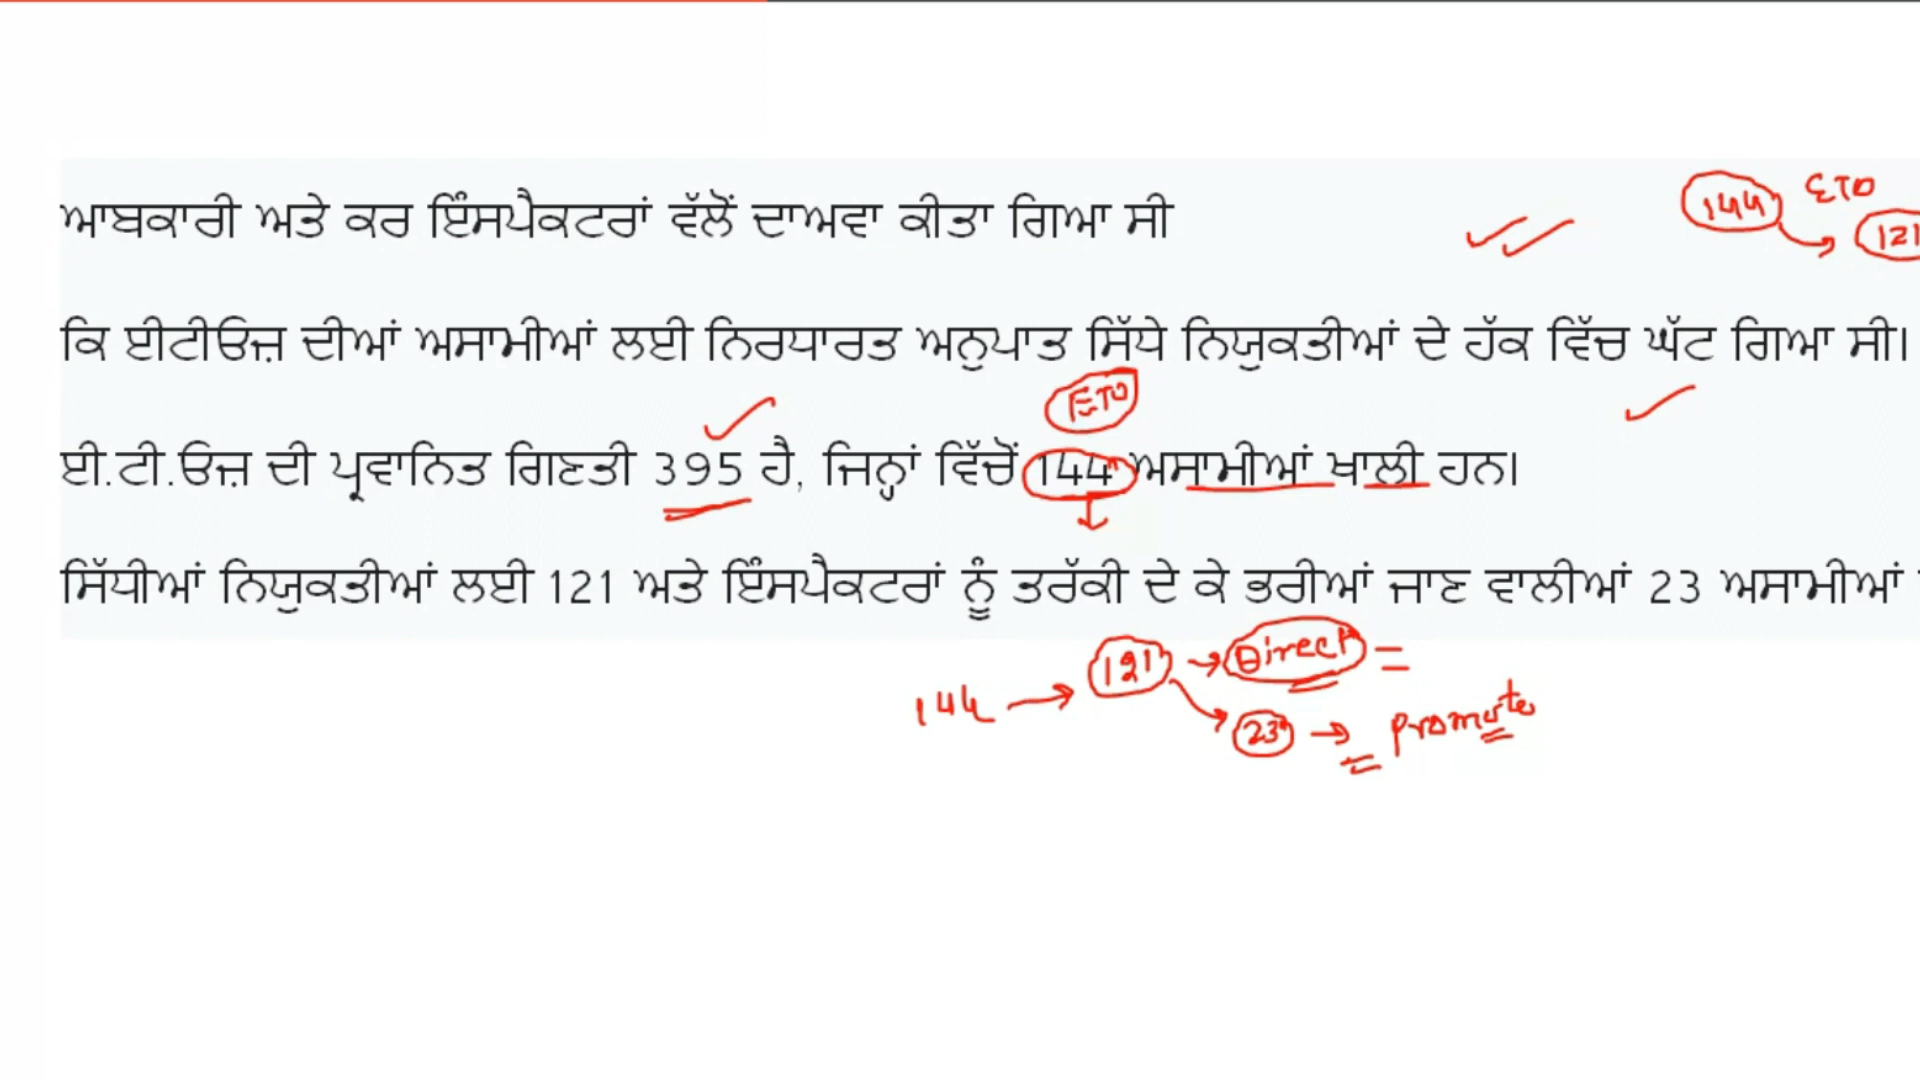 144 ETO
121
ਆਬਕਾਰੀ ਅਤੇ ਕਰ ਇੰਸਪੈਕਟਰਾਂ ਵੱਲੋਂ ਦਾਅਵਾ ਕੀਤਾ ਗਿਆ ਸੀ
ਕਿ ਈਟੀਓਜ਼ ਦੀਆਂ ਅਸਾਮੀਆਂ ਲਈ ਨਿਰਧਾਰਤ ਅਨੁਪਾਤ ਸਿੱਧੇ ਨਿਯੁਕਤੀਆਂ ਦੇ ਹੱਕ ਵਿੱਚ ਘੱਟ ਗਿਆ ਸੀ।
ETO
ਈ.ਟੀ.ਓਜ਼ ਦੀ ਪ੍ਰਵਾਨਿਤ ਗਿਣਤੀ 395 ਹੈ, ਜਿਨ੍ਹਾਂ ਵਿੱਚੋਂ 144 ਅਸਾਮੀਆਂ ਖਾਲੀ ਹਨ।
ਸਿੱਧੀਆਂ ਨਿਯੁਕਤੀਆਂ ਲਈ 121 ਅਤੇ ਇੰਸਪੈਕਟਰਾਂ ਨੂੰ ਤਰੱਕੀ ਦੇ ਕੇ ਭਰੀਆਂ ਜਾਣ ਵਾਲੀਆਂ 23 ਅਸਾਮੀਆਂ
144 → 121 → Direct =
23 → promote